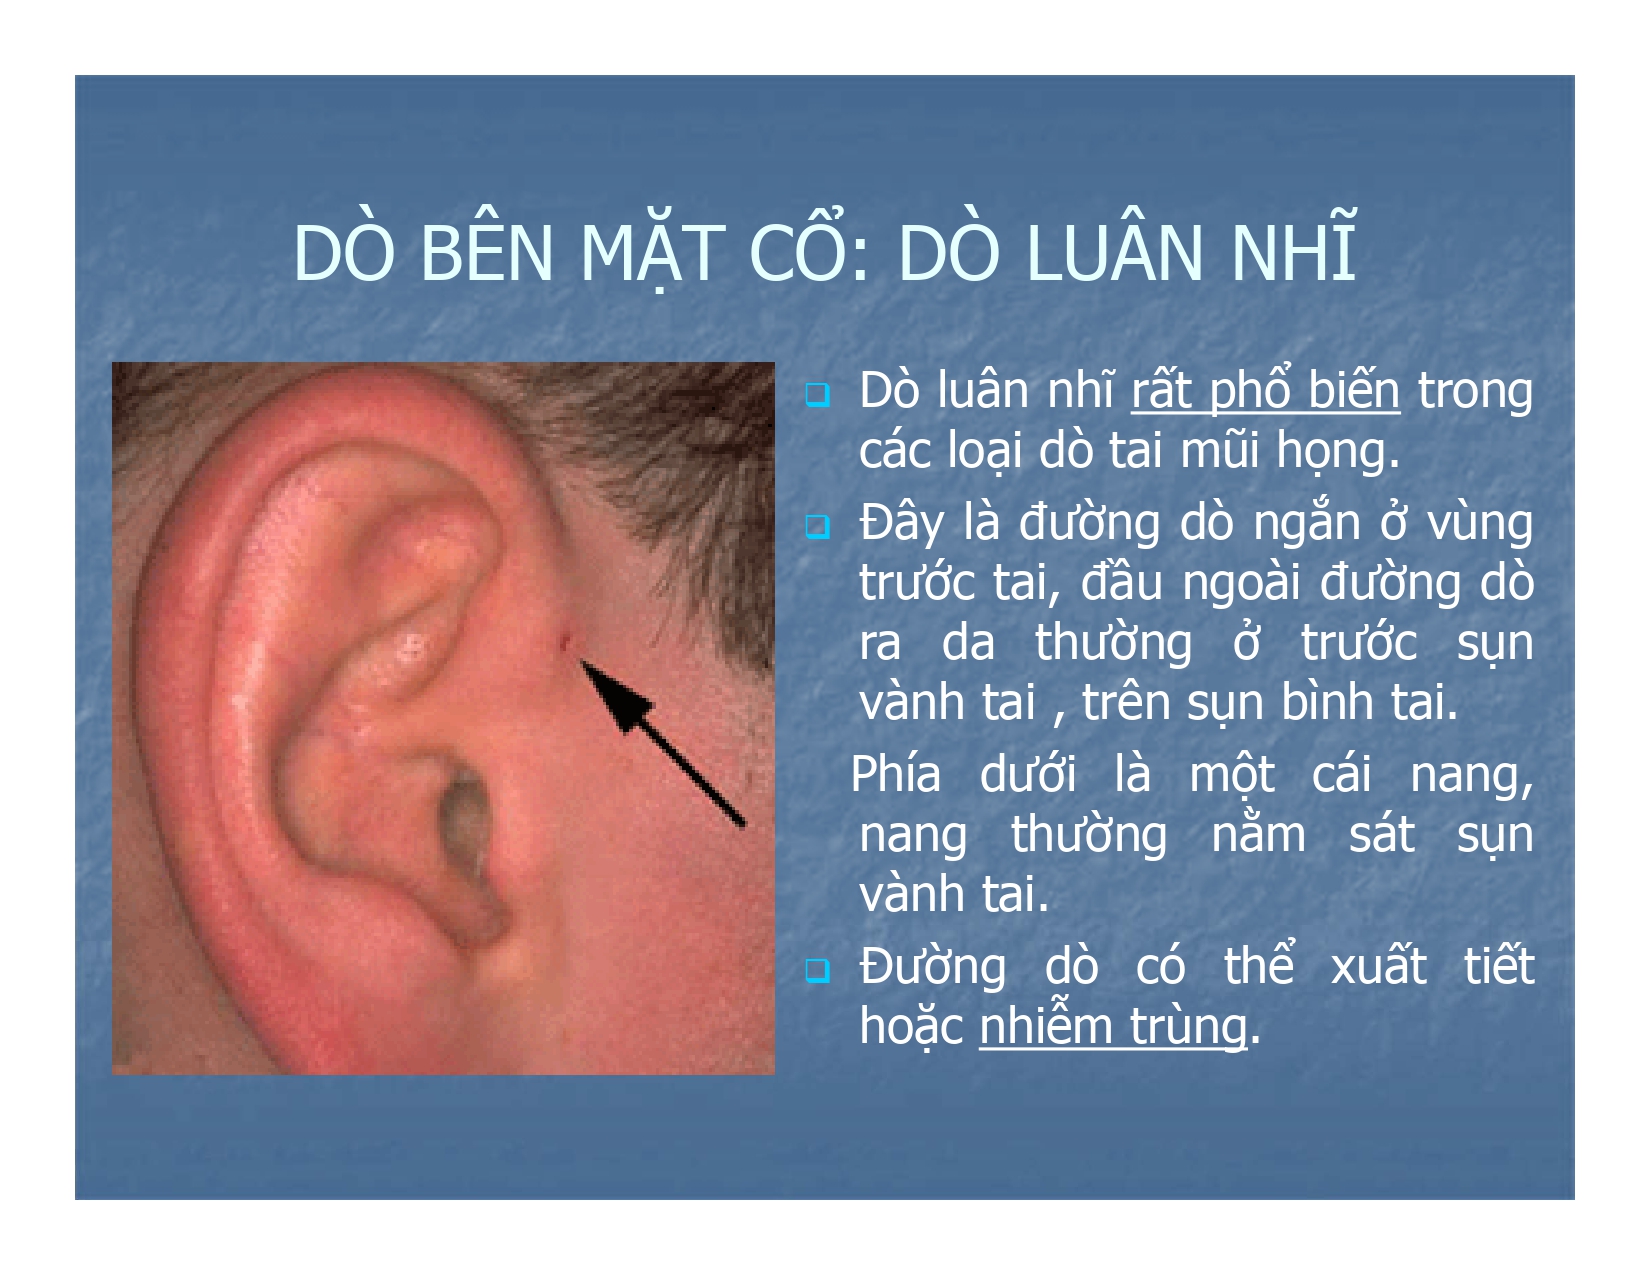 DÒ BÊN MẶT CỔ: DÒ LUÂN NHĨ
Dò luân nhĩ rất phổ biến trong
các loại dò tai mũi họng.
Đây là đường dò ngắn ở vùng
trước tai, đầu ngoài đường dò
ra da thường ở trước sụn
vành tai , trên sụn bình tai.
Phía dưới là một cái nang,
nang thường nằm sát sụn
vành tai.
Đường dò có thể xuất tiết
hoặc nhiễm trùng.